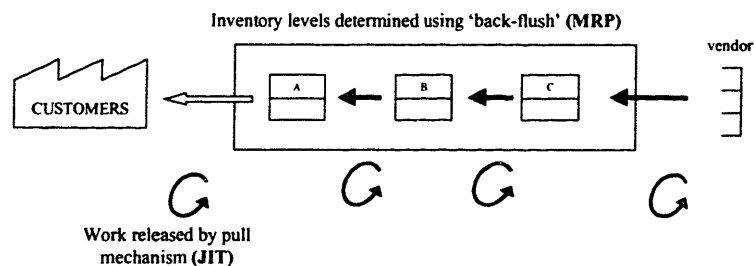 Inventory levels determined using ‘back-flush’ (MRP)
vendor
CUSTOMERS
A
B
C
Work released by pull
mechanism (JIT)